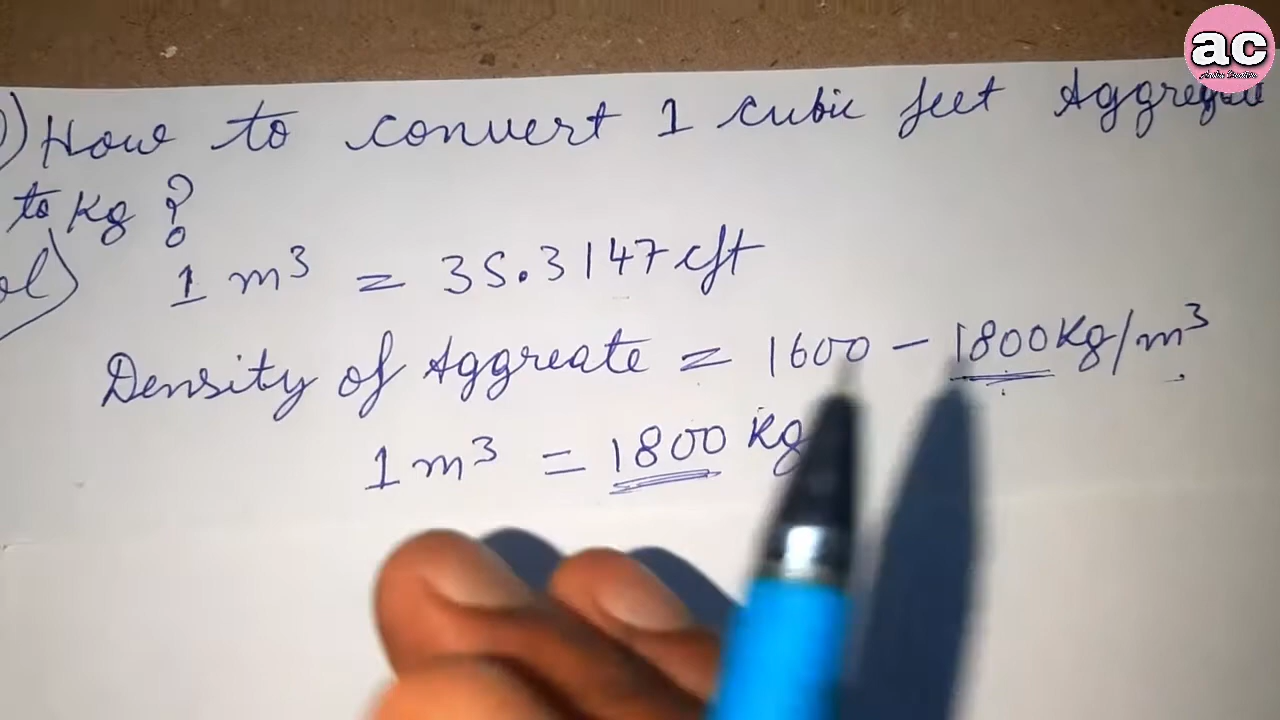 ac
How to convert 1 cubic feet Aggregate
to Kg ?
1 m³ = 35.3147 cft
Density of Aggreate = 1600 - 1800 Kg/m³
1 m³ = 1800 Kg